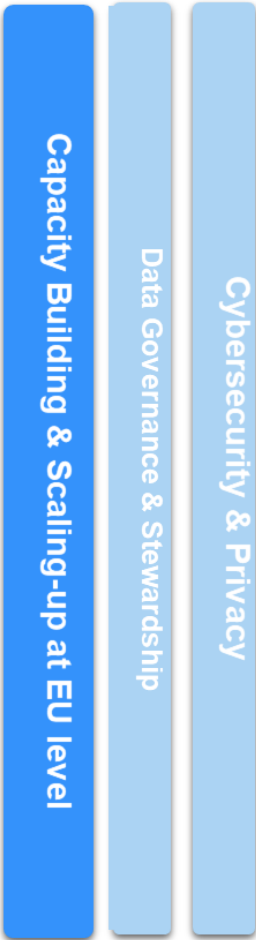 Capacity Building & Scaling-up at EU level
Data Governance & Stewardship
Cybersecurity & Privacy